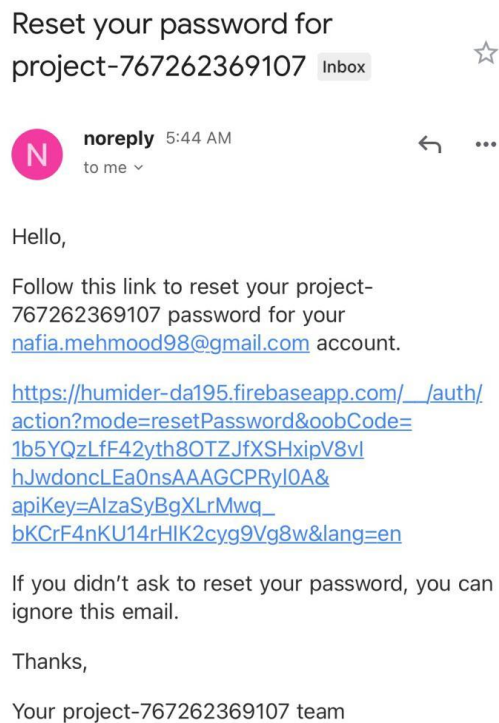 Reset your password for
project-767262369107 Inbox
N
noreply 5:44 AM
to me
Hello,
Follow this link to reset your project-
767262369107 password for your
nafia.mehmood98@gmail.com account.
https://humider-da195.firebaseapp.com/__/auth/
action?mode=resetPassword&oobCode=
1b5YQzLfF42yth8OTZJfXSHxipV8vI
hJwdoncLEa0nsAAAGCPRyl0A&
apiKey=AIzaSyBgXLrMwq_
bKCrF4nKU14rHIK2cyg9Vg8w&lang=en
If you didn't ask to reset your password, you can
ignore this email.
Thanks,
Your project-767262369107 team